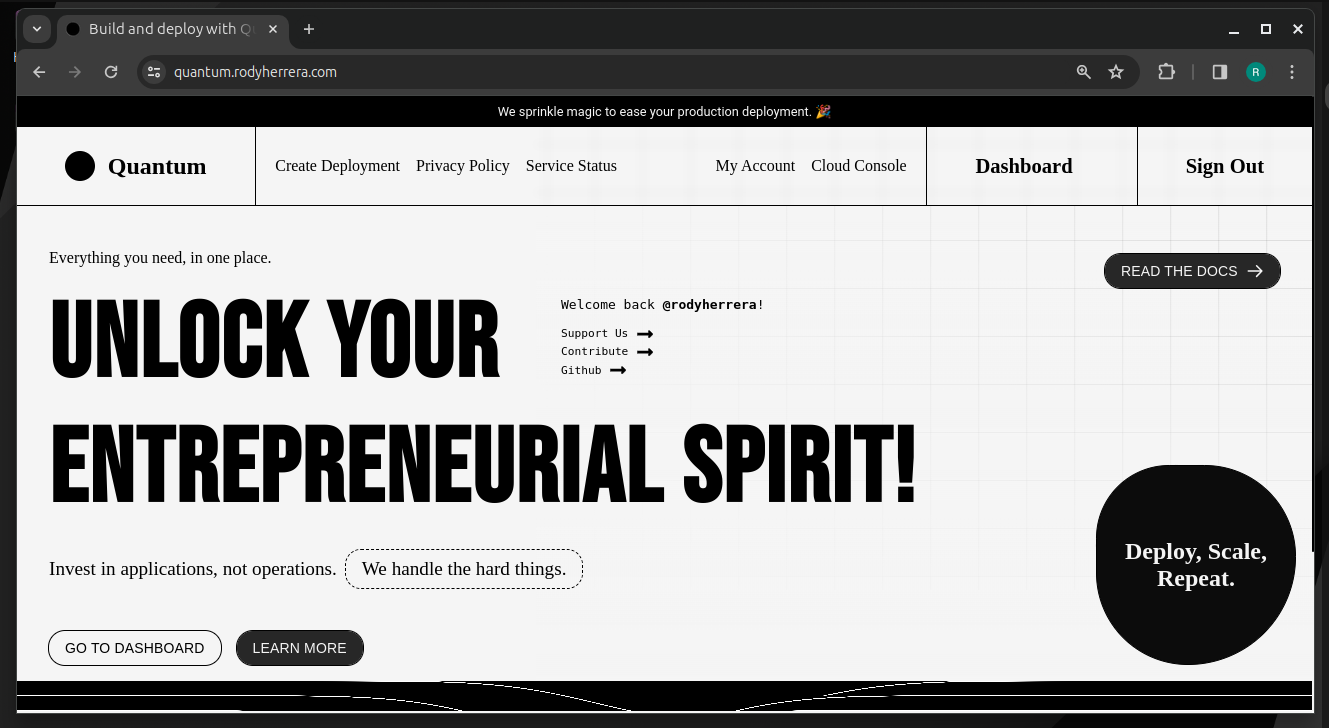 Build and deploy with Qu
quantum.rodyherrera.com
R
We sprinkle magic to ease your production deployment. 🎉
Quantum
Create Deployment Privacy Policy Service Status
My Account Cloud Console
Dashboard
Sign Out
Everything you need, in one place.
READ THE DOCS →
UNLOCK YOUR
Welcome back @rodyherrera!
Support Us
Contribute
Github
ENTREPRENEURIAL SPIRIT!
Deploy, Scale,
Repeat.
Invest in applications, not operations. We handle the hard things.
GO TO DASHBOARD LEARN MORE